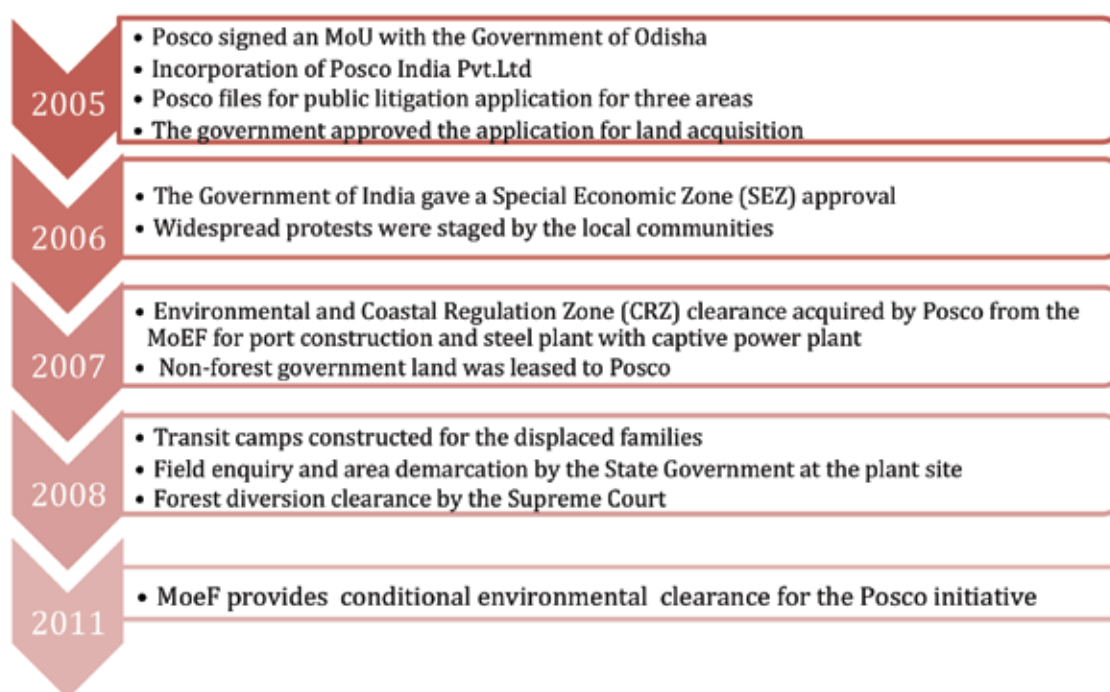 2005
• Posco signed an MoU with the Government of Odisha
• Incorporation of Posco India Pvt.Ltd
• Posco files for public litigation application for three areas
• The government approved the application for land acquisition
2006
• The Government of India gave a Special Economic Zone (SEZ) approval
• Widespread protests were staged by the local communities
2007
• Environmental and Coastal Regulation Zone (CRZ) clearance acquired by Posco from the
MoEF for port construction and steel plant with captive power plant
• Non-forest government land was leased to Posco
2008
• Transit camps constructed for the displaced families
• Field enquiry and area demarcation by the State Government at the plant site
• Forest diversion clearance by the Supreme Court
2011
• MoeF provides conditional environmental clearance for the Posco initiative